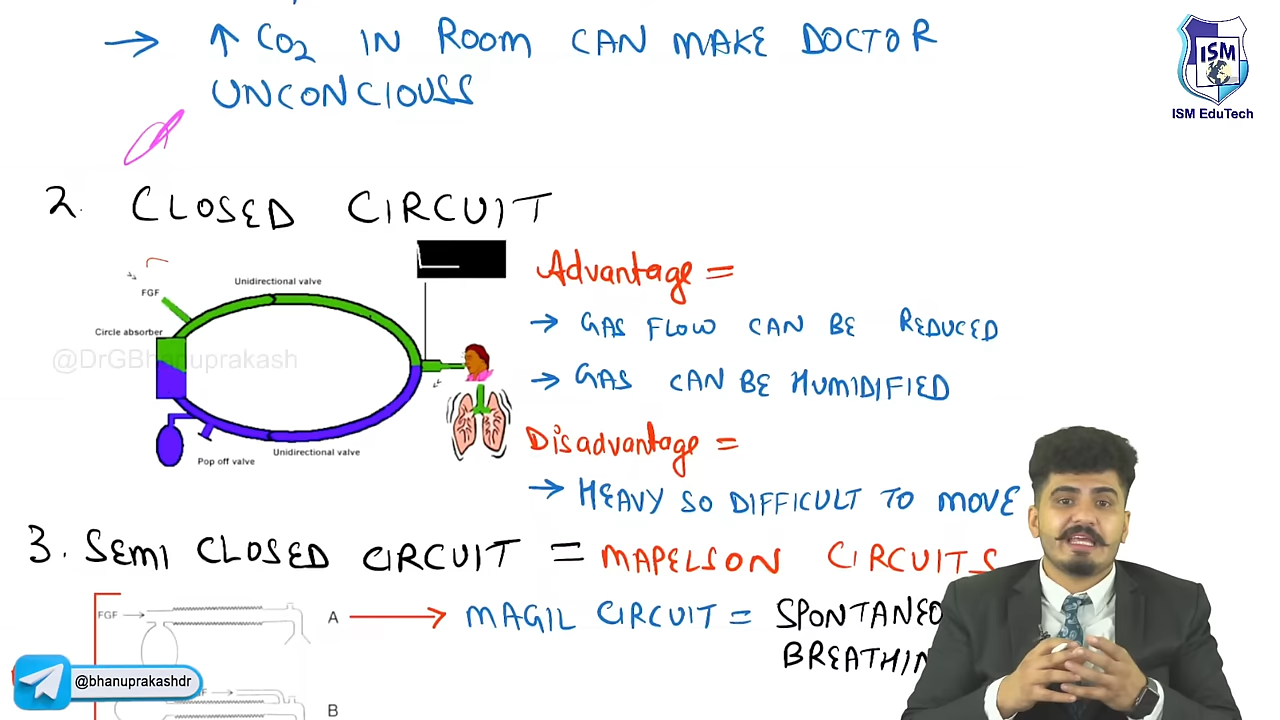 → ↑ CO2 IN ROOM CAN MAKE DOCTOR
UNCONCIOUSS
ISM
ISM EduTech
2. CLOSED CIRCUIT
Unidirectional valve
FGF
Circle absorber
@DrGBhanuprakash
Pop off valve
Unidirectional valve
Advantage =
→ GAS FLOW CAN BE REDUCED
→ GAS CAN BE HUMIDIFIED
Disadvantage =
→ HEAVY SO DIFFICULT TO MOVE
3. SEMI CLOSED CIRCUIT = MAPELSON CIRCUITS
FGF → A → MAGIL CIRCUIT = SPONTANEO
BREATHIN
@bhanuprakashdr
B